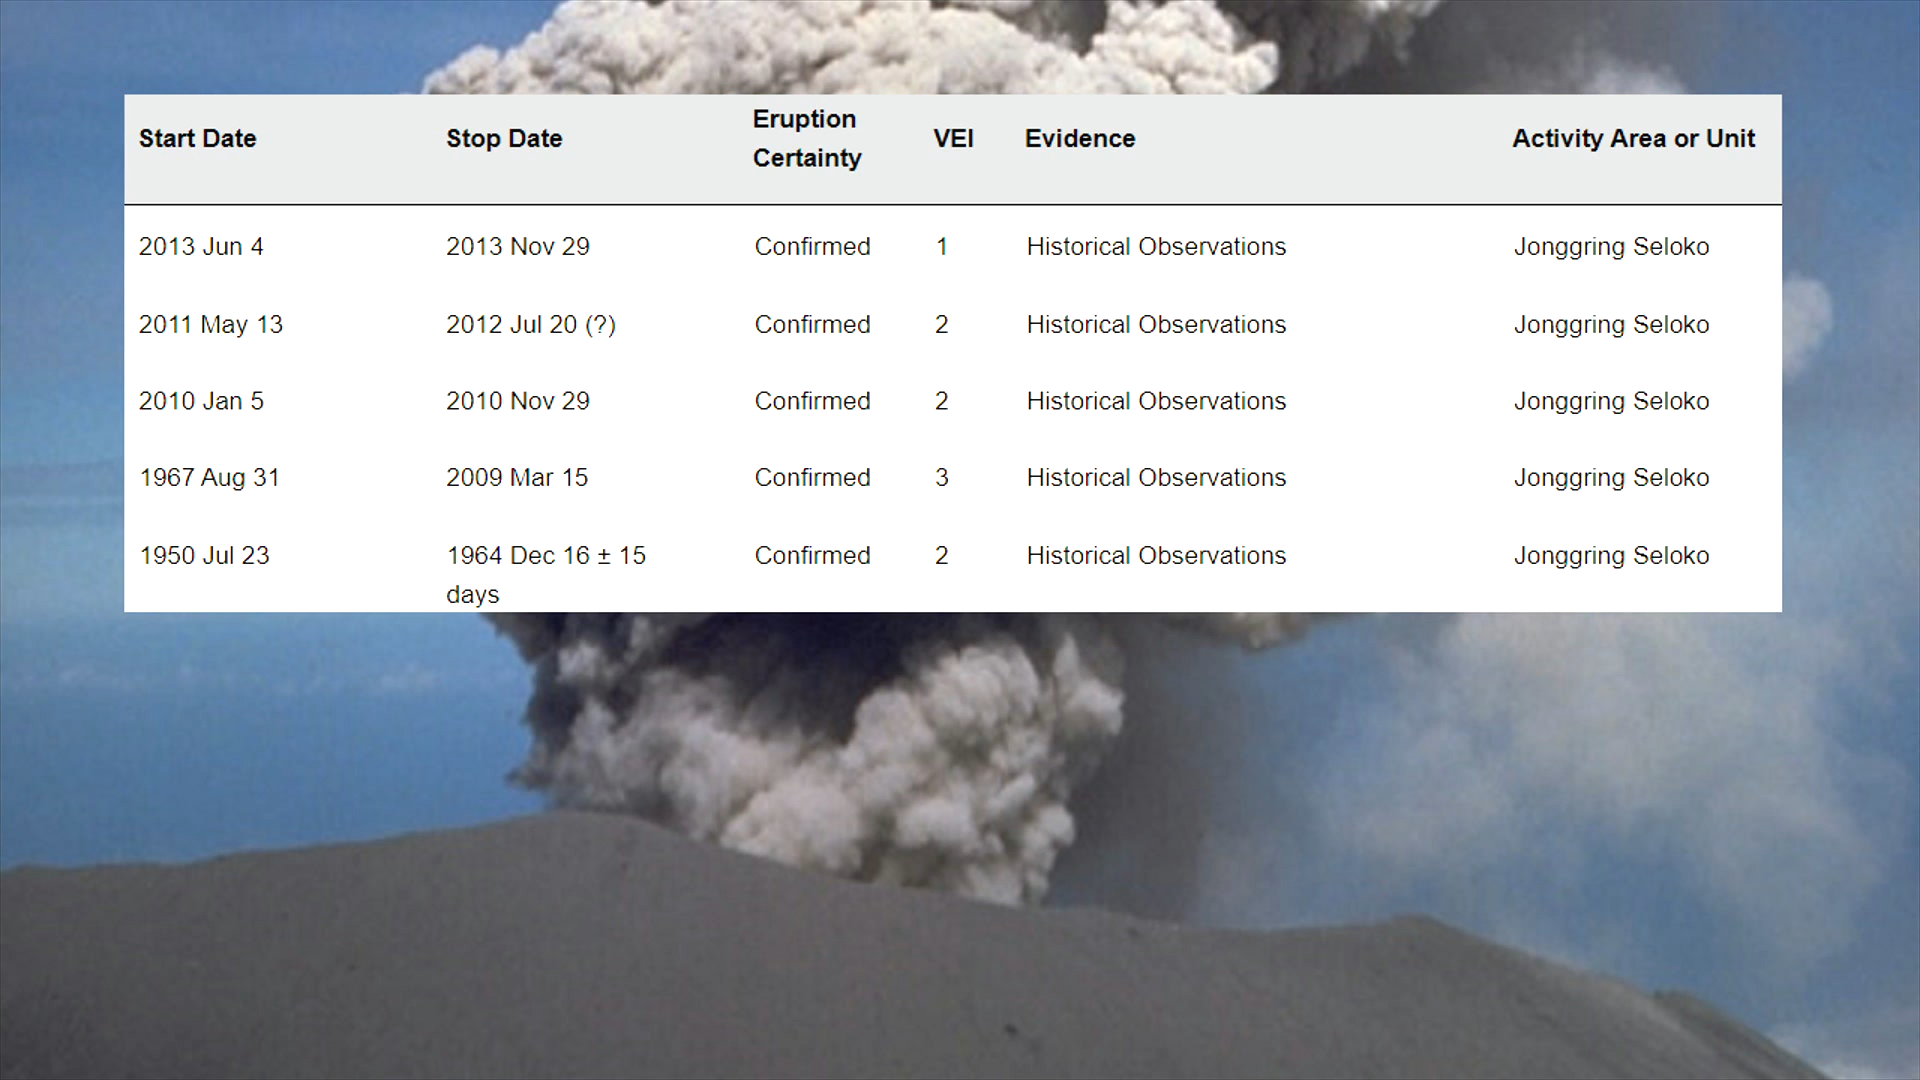 Start Date Stop Date Eruption Certainty VEI Evidence Activity Area or Unit
2013 Jun 4 2013 Nov 29 Confirmed 1 Historical Observations Jonggring Seloko
2011 May 13 2012 Jul 20 (?) Confirmed 2 Historical Observations Jonggring Seloko
2010 Jan 5 2010 Nov 29 Confirmed 2 Historical Observations Jonggring Seloko
1967 Aug 31 2009 Mar 15 Confirmed 3 Historical Observations Jonggring Seloko
1950 Jul 23 1964 Dec 16 ± 15 days Confirmed 2 Historical Observations Jonggring Seloko